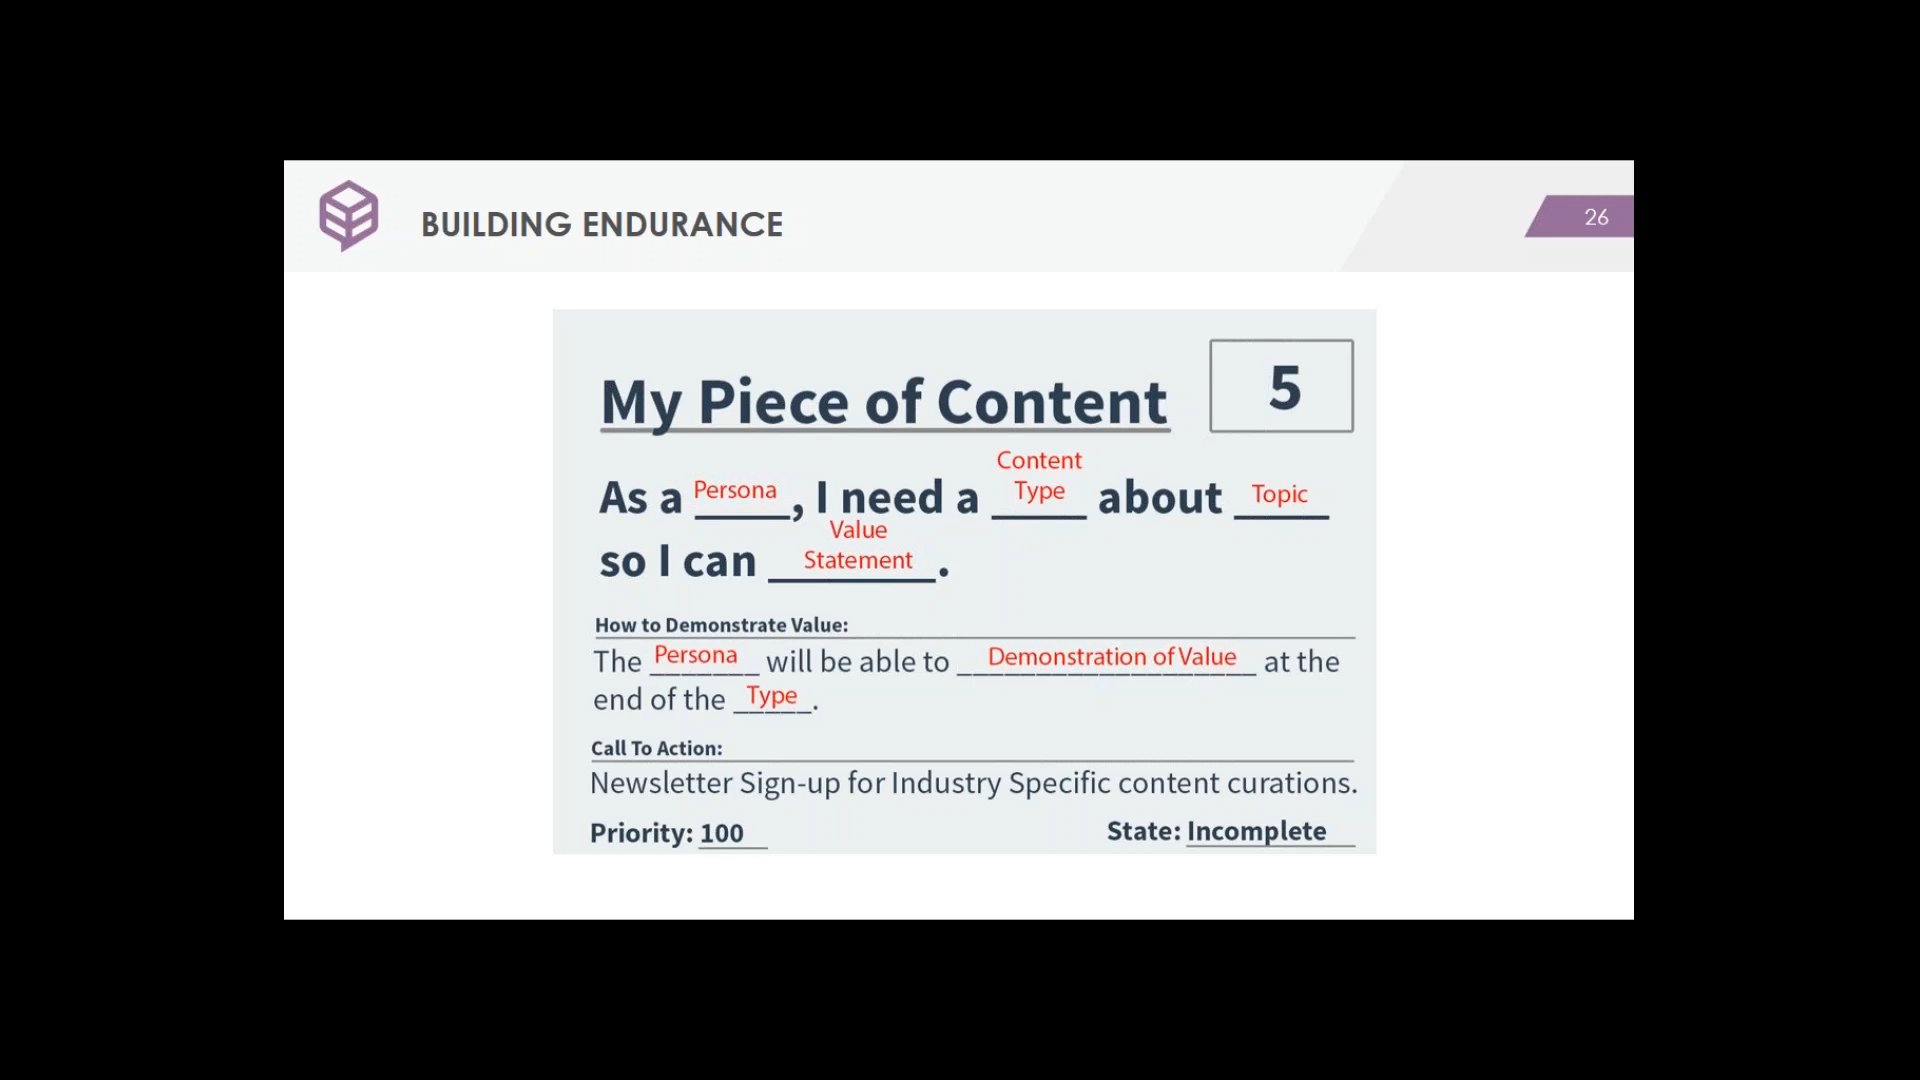 BUILDING ENDURANCE
26
My Piece of Content
5
As a Persona, I need a Content Type about Topic
so I can Value Statement.
How to Demonstrate Value:
The Persona will be able to Demonstration of Value at the
end of the Type.
Call To Action:
Newsletter Sign-up for Industry Specific content curations.
Priority: 100
State: Incomplete